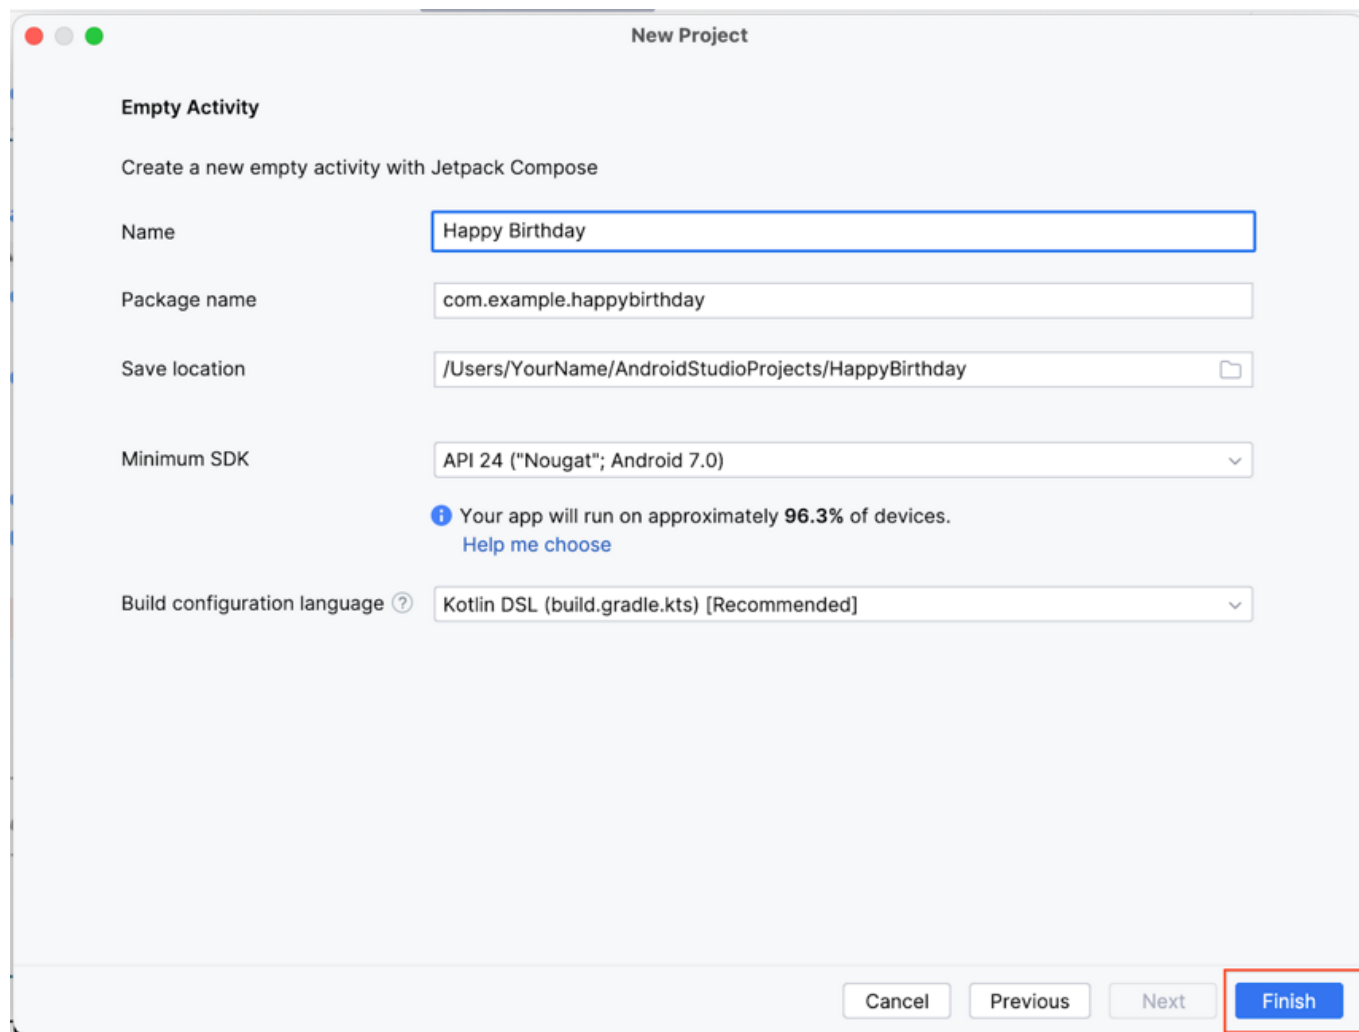 New Project
Empty Activity
Create a new empty activity with Jetpack Compose
Name
Happy Birthday
Package name
com.example.happybirthday
Save location
/Users/YourName/AndroidStudioProjects/HappyBirthday
Minimum SDK
API 24 ("Nougat"; Android 7.0)
Your app will run on approximately 96.3% of devices.
Help me choose
Build configuration language ?
Kotlin DSL (build.gradle.kts) [Recommended]
Cancel
Previous
Next
Finish